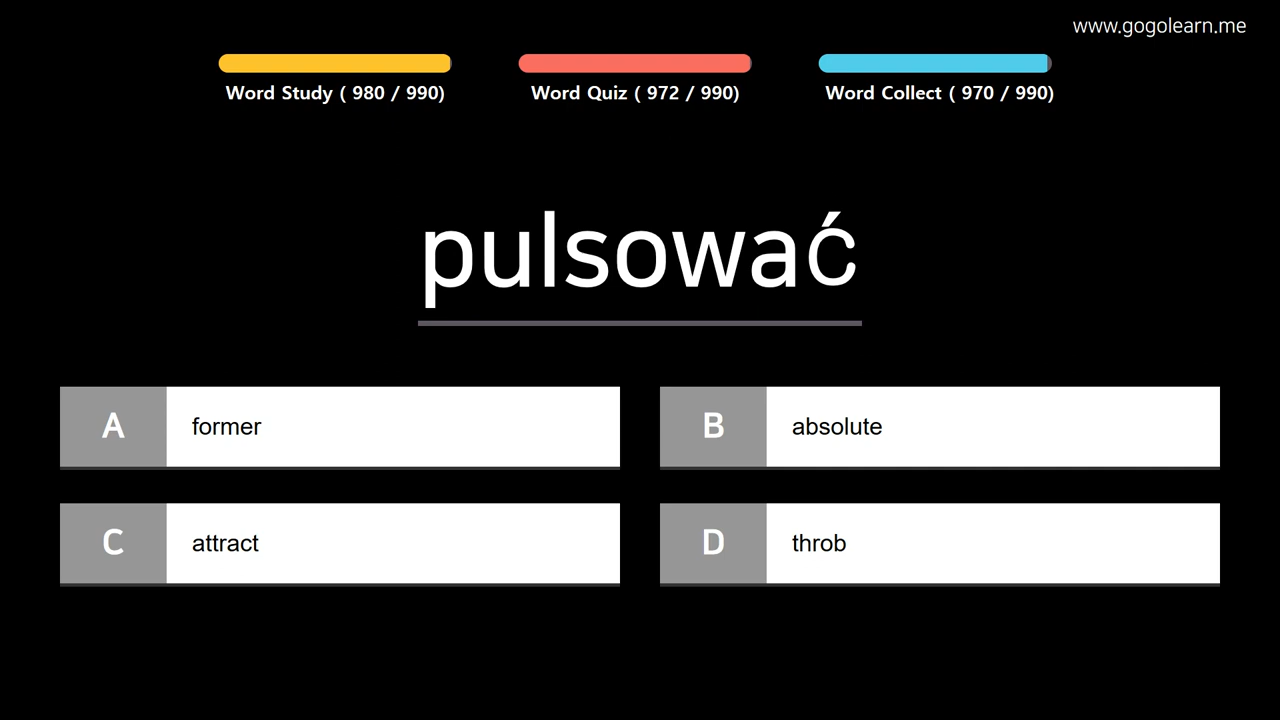 www.gogolearn.me
Word Study ( 980 / 990)
Word Quiz ( 972 / 990)
Word Collect ( 970 / 990)
pulsować
A former
B absolute
C attract
D throb